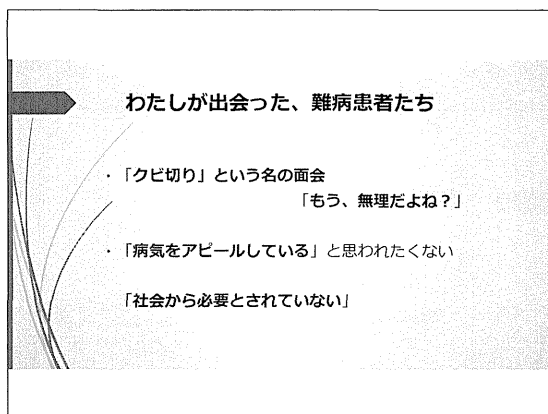 わたしが出会った、難病患者たち
・「クビ切り」という名の面会
「もう、無理だよね？」
・「病気をアピールしている」と思われたくない
「社会から必要とされていない」